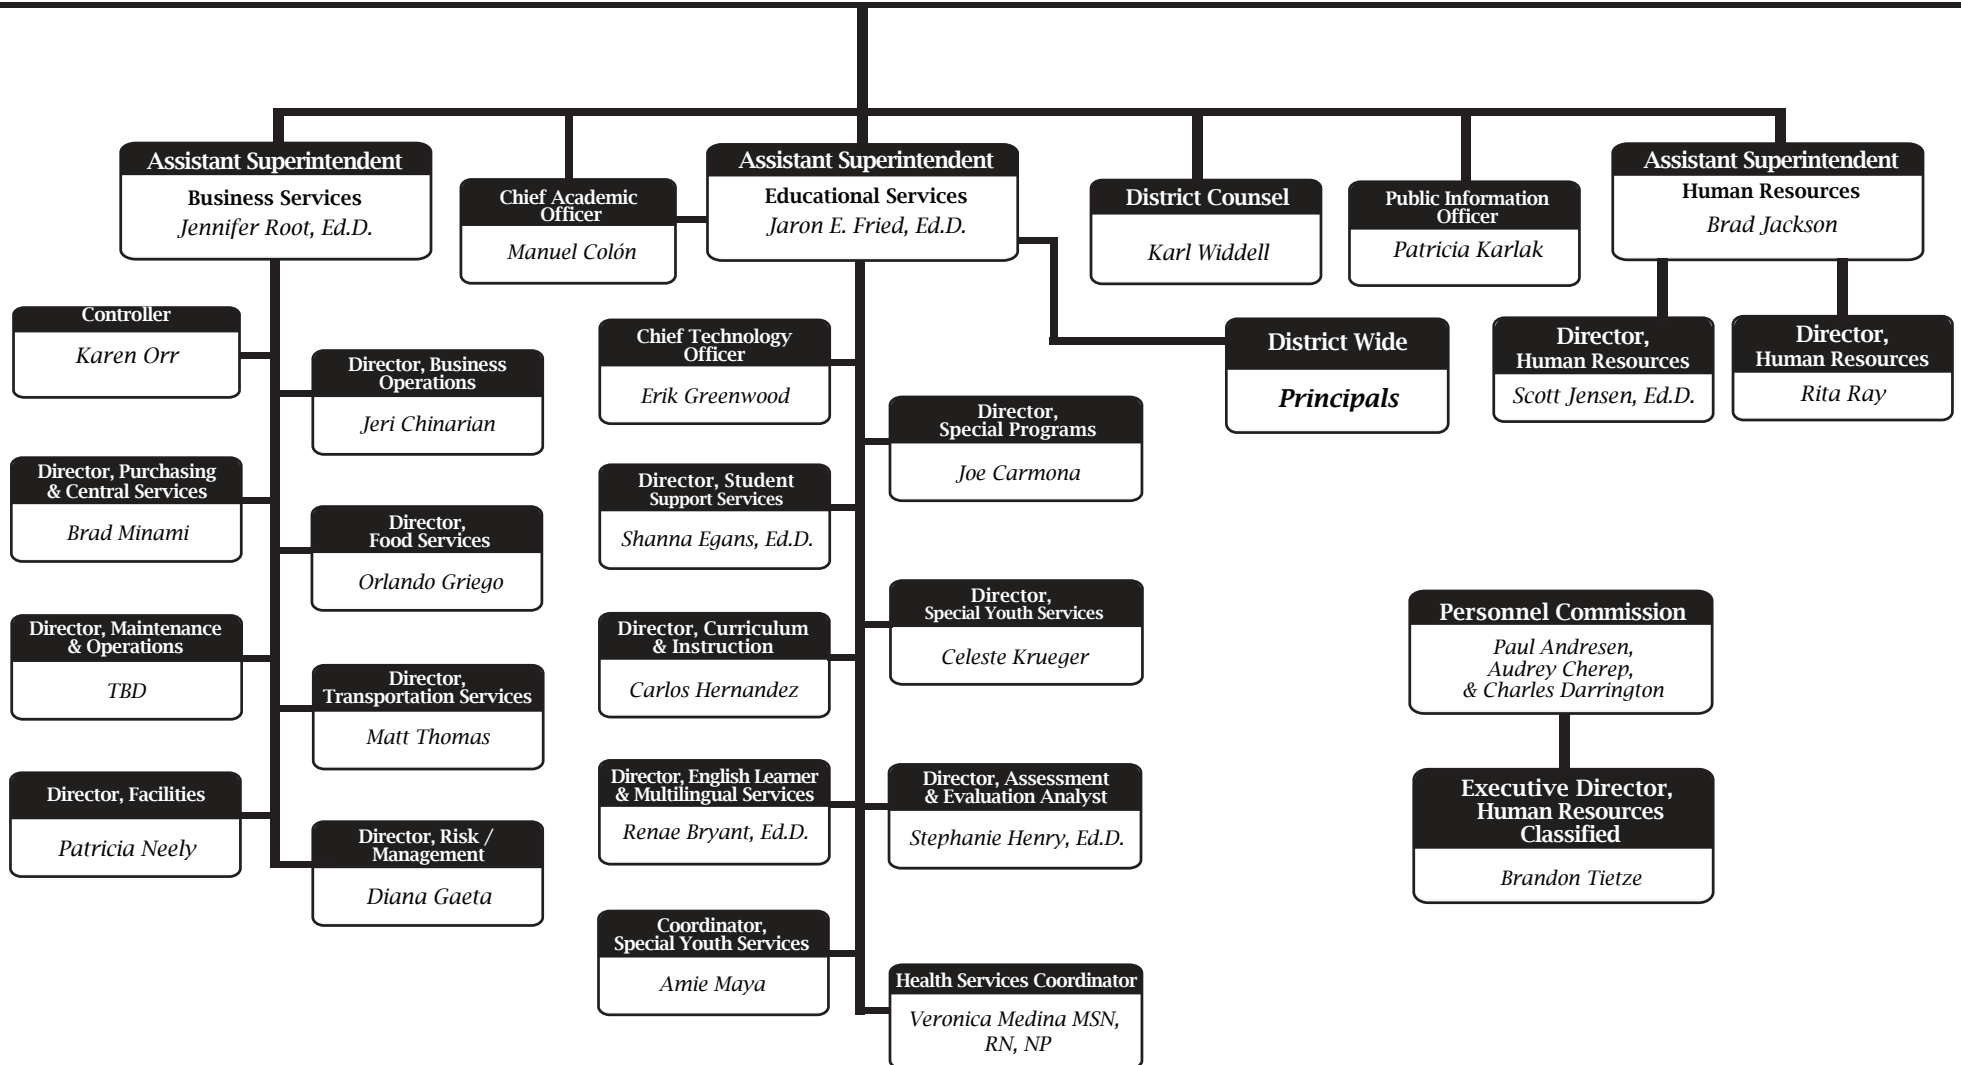 Assistant Superintendent
Business Services
Jennifer Root, Ed.D.
Chief Academic
Officer
Manuel Colón
Assistant Superintendent
Educational Services
Jaron E. Fried, Ed.D.
District Counsel
Karl Widdell
Public Information
Officer
Patricia Karlak
Assistant Superintendent
Human Resources
Brad Jackson
Controller
Karen Orr
Director, Business
Operations
Jeri Chinarian
Director, Purchasing
& Central Services
Brad Minami
Director,
Food Services
Orlando Griego
Director, Maintenance
& Operations
TBD
Director,
Transportation Services
Matt Thomas
Director, Facilities
Patricia Neely
Director, Risk /
Management
Diana Gaeta
Chief Technology
Officer
Erik Greenwood
Director,
Special Programs
Joe Carmona
Director, Student
Support Services
Shanna Egans, Ed.D.
Director,
Special Youth Services
Celeste Krueger
Director, Curriculum
& Instruction
Carlos Hernandez
Director, English Learner
& Multilingual Services
Renae Bryant, Ed.D.
Director, Assessment
& Evaluation Analyst
Stephanie Henry, Ed.D.
Coordinator,
Special Youth Services
Amie Maya
Health Services Coordinator
Veronica Medina MSN,
RN, NP
District Wide
Principals
Director,
Human Resources
Scott Jensen, Ed.D.
Director,
Human Resources
Rita Ray
Personnel Commission
Paul Andresen,
Audrey Cherep,
& Charles Darrington
Executive Director,
Human Resources
Classified
Brandon Tietze